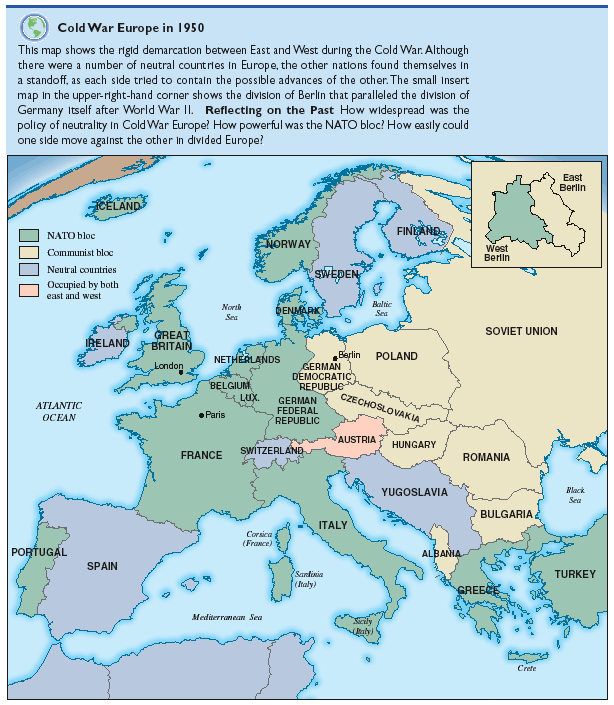 Cold War Europe in 1950
This map shows the rigid demarcation between East and West during the Cold War. Although
there were a number of neutral countries in Europe, the other nations found themselves in
a standoff, as each side tried to contain the possible advances of the other. The small insert
map in the upper-right-hand corner shows the division of Berlin that paralleled the division of
Germany itself after World War II. Reflecting on the Past How widespread was the
policy of neutrality in Cold War Europe? How powerful was the NATO bloc? How easily could
one side move against the other in divided Europe?
East
Berlin
West
Berlin
ICELAND
NATO bloc
Communist bloc
Neutral countries
Occupied by both
east and west
NORWAY
FINLAND
SWEDEN
North
Sea
Baltic
Sea
DENMARK
SOVIET UNION
IRELAND
GREAT
BRITAIN
London
NETHERLANDS
Berlin
POLAND
GERMAN
DEMOCRATIC
REPUBLIC
BELGIUM
LUX.
GERMAN
FEDERAL
REPUBLIC
CZECHOSLOVAKIA
ATLANTIC
OCEAN
Paris
FRANCE
SWITZERLAND
AUSTRIA
HUNGARY
ROMANIA
YUGOSLAVIA
Black
Sea
BULGARIA
ITALY
Corsica
(France)
ALBANIA
PORTUGAL
SPAIN
Sardinia
(Italy)
GREECE
TURKEY
Mediterranean Sea
Sicily
(Italy)
Crete